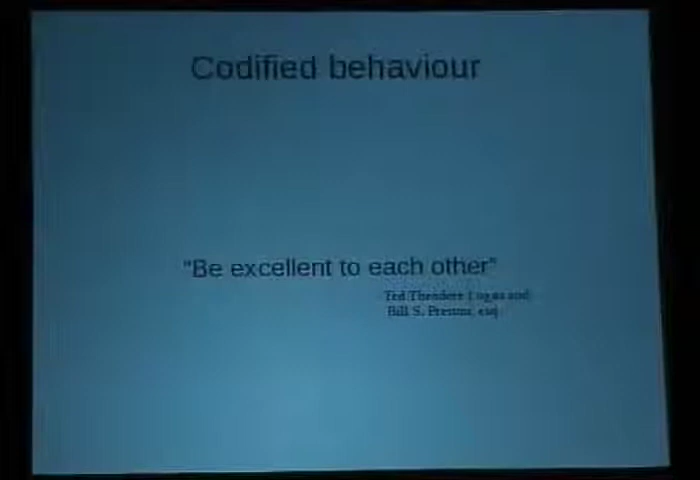 Codified behaviour
"Be excellent to each other"
Ted Theodore Logan and
Bill S. Preston, esq